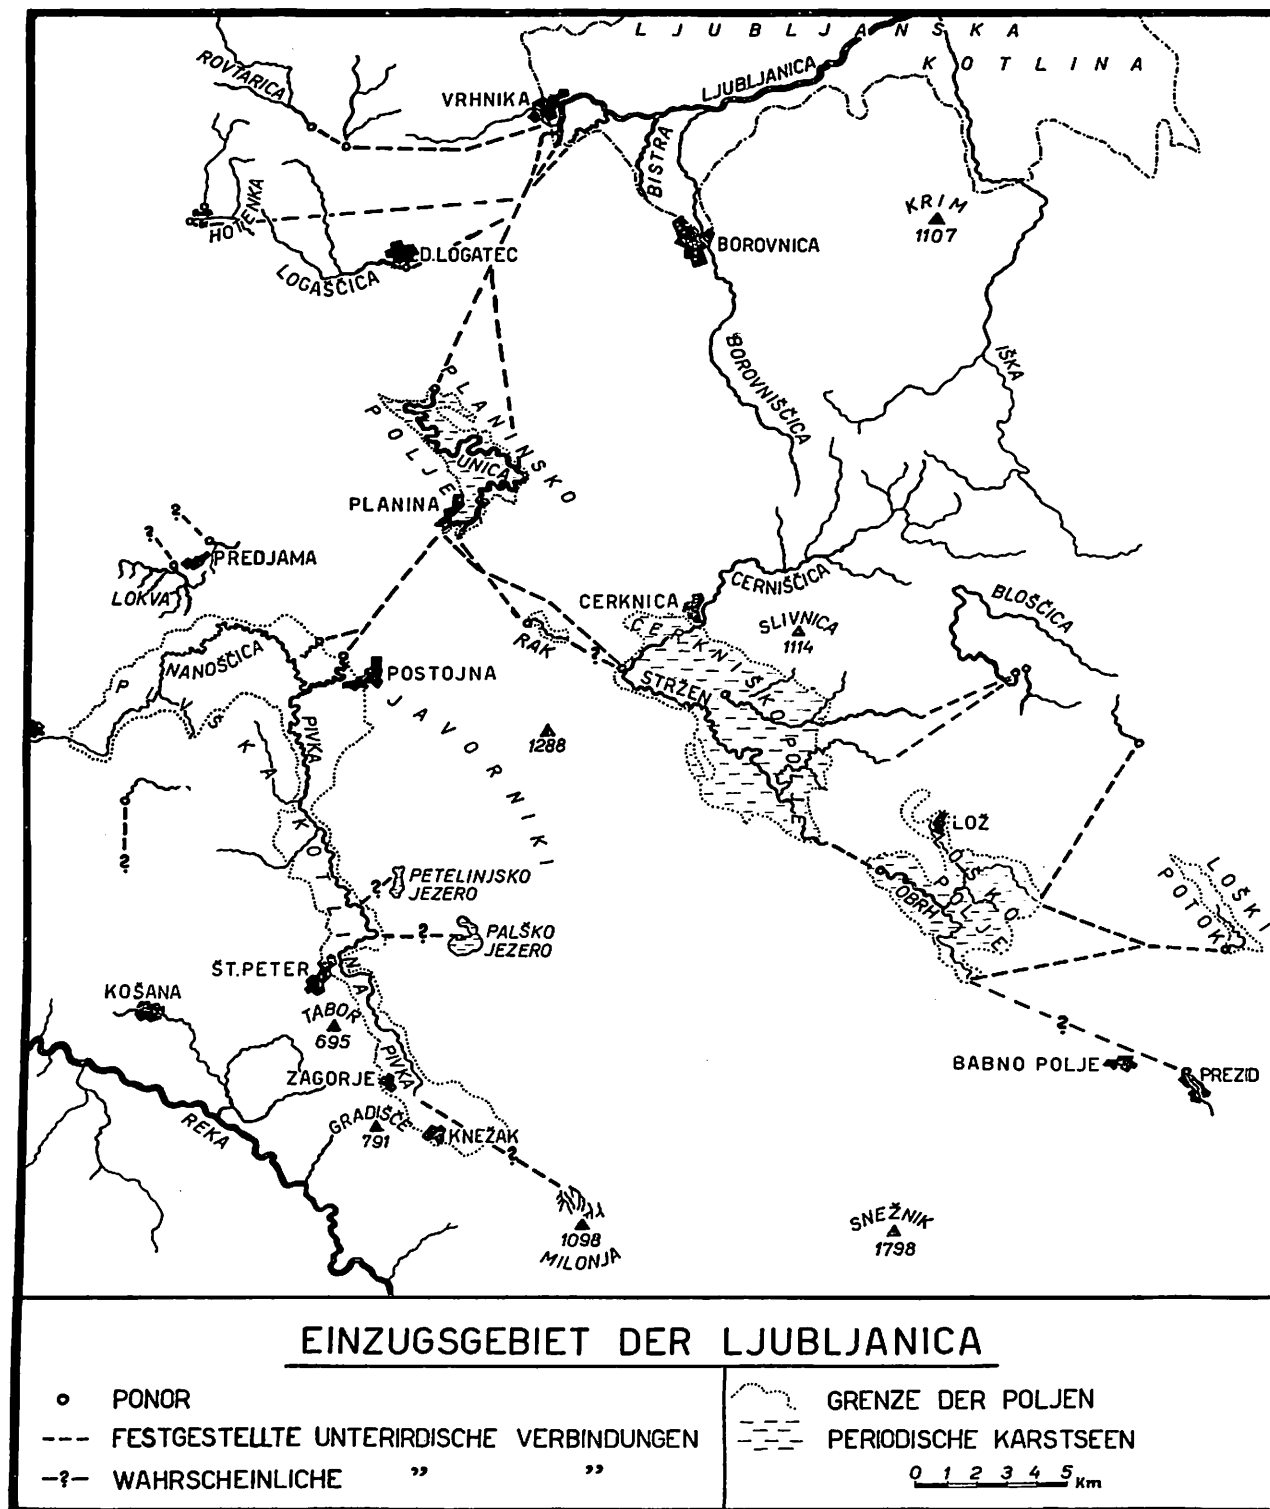 LJUBLJANSKA
KOTLINA
ROVTARICA
VRHNIKA
LJUBLJANICA
BISTRA
HOTENKA
KRIM
1107
D.LOGATEC
BOROVNICA
LOGAŠČICA
BOROVNIŠČICA
IŠKA
PLANINSKO
POLJE
UNICA
PLANINA
?
?
PREDJAMA
LOKVA
CERKNICA
CERNIŠČICA
SLIVNICA
1114
BLOŠČICA
RAK
?
CERKNIŠKO POLJE
STRŽEN
NANOŠČICA
POSTOJNA
PIVŠKA KOTLINA
PIVKA
JAVORNIKI
1288
?
LOŽ
LOŠKO
POLJE
OBRH
LOŠKI
POTOK
PETELINJSKO
JEZERO
?
PALŠKO
JEZERO
?
ŠT.PETER
KOŠANA
TABOR
695
?
BABNO POLJE
PREZID
ZAGORJE
PIVKA
REKA
GRADIŠČE
791
KNEŽAK
?
1098
MILONJA
SNEŽNIK
1798
EINZUGSGEBIET DER LJUBLJANICA
PONOR
FESTGESTELLTE UNTERIRDISCHE VERBINDUNGEN
-?- WAHRSCHEINLICHE " "
GRENZE DER POLJEN
PERIODISCHE KARSTSEEN
0 1 2 3 4 5 Km